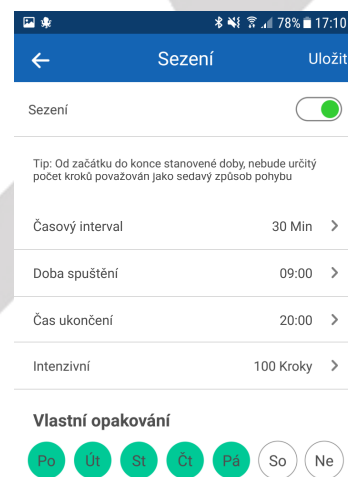 78% 17:10
Sezení Uložit
Sezení
Tip: Od začátku do konce stanovené doby, nebude určitý
počet kroků považován jako sedavý způsob pohybu
Časový interval 30 Min
Doba spuštění 09:00
Čas ukončení 20:00
Intenzivní 100 Kroky
Vlastní opakování
Po Út St Čt Pá So Ne